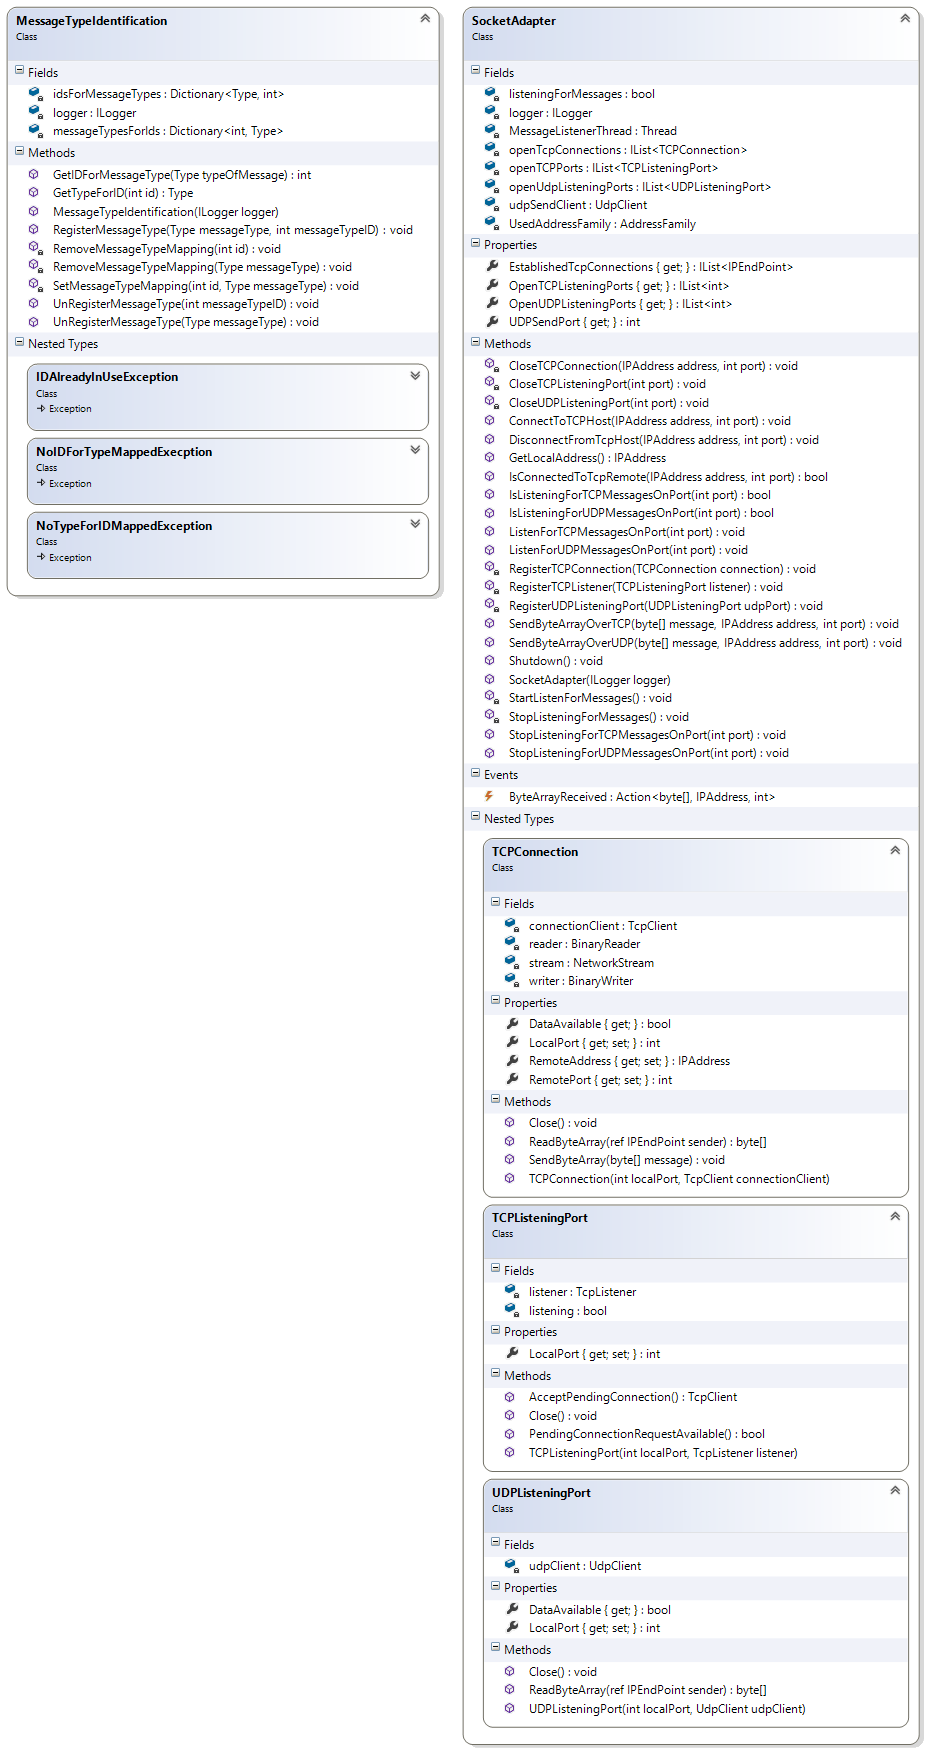 MessageTypeIdentification
Class
Fields
idsForMessageTypes : Dictionary<Type, int>
logger : ILogger
messageTypesForIds : Dictionary<int, Type>
Methods
GetIDForMessageType(Type typeOfMessage) : int
GetTypeForID(int id) : Type
MessageTypeIdentification(ILogger logger)
RegisterMessageType(Type messageType, int messageTypeID) : void
RemoveMessageTypeMapping(int id) : void
RemoveMessageTypeMapping(Type messageType) : void
SetMessageTypeMapping(int id, Type messageType) : void
UnRegisterMessageType(int messageTypeID) : void
UnRegisterMessageType(Type messageType) : void
Nested Types
IDAlreadyInUseException
Class
Exception
NoIDForTypeMappedExecption
Class
Exception
NoTypeForIDMappedException
Class
Exception
SocketAdapter
Class
Fields
listeningForMessages : bool
logger : ILogger
MessageListenerThread : Thread
openTcpConnections : IList<TCPConnection>
openTCPPorts : IList<TCPListeningPort>
openUdpListeningPorts : IList<UDPListeningPort>
udpSendClient : UdpClient
UsedAddressFamily : AddressFamily
Properties
EstablishedTcpConnections { get; } : IList<IPEndPoint>
OpenTCPListeningPorts { get; } : IList<int>
OpenUDPListeningPorts { get; } : IList<int>
UDPSendPort { get; } : int
Methods
CloseTCPConnection(IPAddress address, int port) : void
CloseTCPListeningPort(int port) : void
CloseUDPListeningPort(int port) : void
ConnectToTCPHost(IPAddress address, int port) : void
DisconnectFromTcpHost(IPAddress address, int port) : void
GetLocalAddress() : IPAddress
IsConnectedToTcpRemote(IPAddress address, int port) : bool
IsListeningForTCPMessagesOnPort(int port) : bool
IsListeningForUDPMessagesOnPort(int port) : bool
ListenForTCPMessagesOnPort(int port) : void
ListenForUDPMessagesOnPort(int port) : void
RegisterTCPConnection(TCPConnection connection) : void
RegisterTCPListener(TCPListeningPort listener) : void
RegisterUDPListeningPort(UDPListeningPort udpPort) : void
SendByteArrayOverTCP(byte[] message, IPAddress address, int port) : void
SendByteArrayOverUDP(byte[] message, IPAddress address, int port) : void
Shutdown() : void
SocketAdapter(ILogger logger)
StartListenForMessages() : void
StopListeningForMessages() : void
StopListeningForTCPMessagesOnPort(int port) : void
StopListeningForUDPMessagesOnPort(int port) : void
Events
ByteArrayReceived : Action<byte[], IPAddress, int>
Nested Types
TCPConnection
Class
Fields
connectionClient : TcpClient
reader : BinaryReader
stream : NetworkStream
writer : BinaryWriter
Properties
DataAvailable { get; } : bool
LocalPort { get; set; } : int
RemoteAddress { get; set; } : IPAddress
RemotePort { get; set; } : int
Methods
Close() : void
ReadByteArray(ref IPEndPoint sender) : byte[]
SendByteArray(byte[] message) : void
TCPConnection(int localPort, TcpClient connectionClient)
TCPListeningPort
Class
Fields
listener : TcpListener
listening : bool
Properties
LocalPort { get; set; } : int
Methods
AcceptPendingConnection() : TcpClient
Close() : void
PendingConnectionRequestAvailable() : bool
TCPListeningPort(int localPort, TcpListener listener)
UDPListeningPort
Class
Fields
udpClient : UdpClient
Properties
DataAvailable { get; } : bool
LocalPort { get; set; } : int
Methods
Close() : void
ReadByteArray(ref IPEndPoint sender) : byte[]
UDPListeningPort(int localPort, UdpClient udpClient)